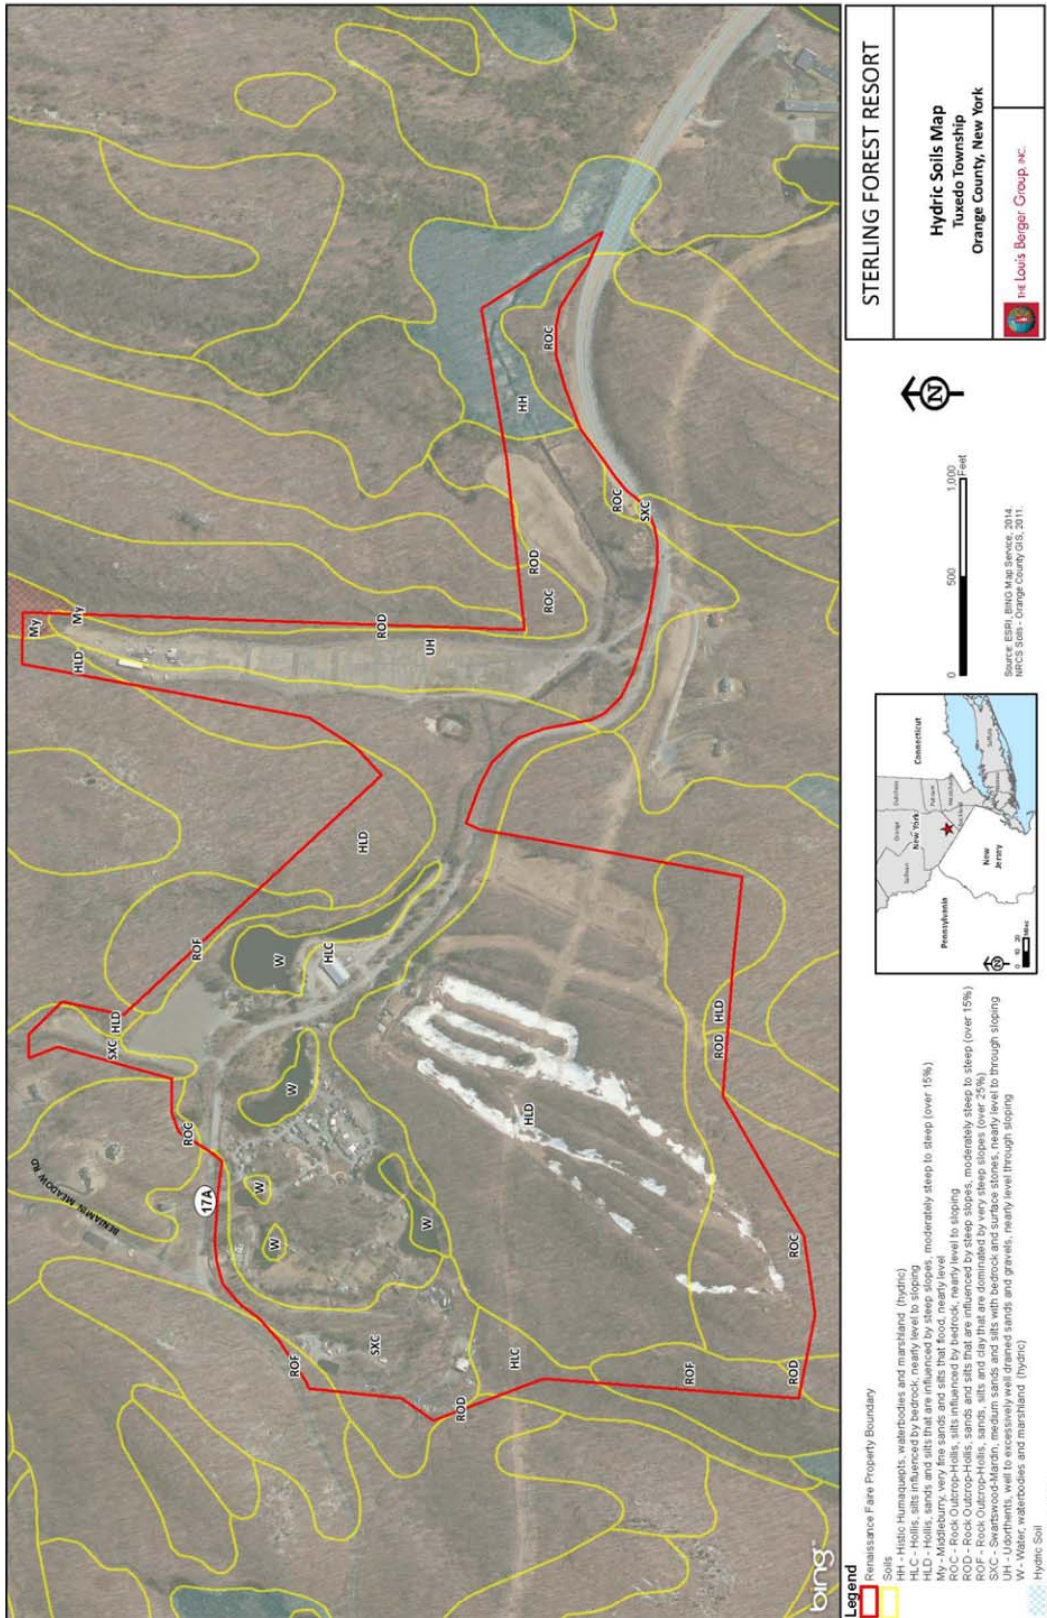 STERLING FOREST RESORT
Hydric Soils Map
Tuxedo Township
Orange County, New York
THE Louis Berger Group, INC.
BENJAMIN MEADOW RD
17A
ROC
SXC
HLD
ROF
HLD
HLD
My
My
ROD
UH
ROD
ROC
HH
ROC
ROC
SXC
W
HLC
W
W
W
W
ROF
SXC
ROD
HLC
ROF
ROD
ROC
HLD
ROD
HLD
bing
N
0 500 1,000
Feet
Source: ESRI, BING Map Service, 2014.
NRCS Soils - Orange County GIS, 2011.
Pennsylvania
New York
New
Jersey
Connecticut
Sullivan
Orange
Dutchess
Putnam
Rockland
Suffolk
N
0 10 20
Miles
Legend
Renaissance Faire Property Boundary
Soils
HH - Histic Humaquepts, waterbodies and marshland (hydric)
HLC - Hollis, silts influenced by bedrock, nearly level to sloping
HLD - Hollis, sands and silts that are influenced by steep slopes, moderately steep to steep (over 15%)
My - Middlebury, very fine sands and silts that flood, nearly level
ROC - Rock Outcrop-Hollis, silts influenced by bedrock, nearly level to sloping
ROD - Rock Outcrop-Hollis, sands and silts that are influenced by steep slopes, moderately steep to steep (over 15%)
ROF - Rock Outcrop-Hollis, sands, silts and clay that are dominated by very steep slopes (over 25%)
SXC - Swartswood-Mardin, medium sands and silts with bedrock and surface stones, nearly level to through sloping
UH - Udorthents, well to excessively well drained sands and gravels, nearly level through sloping
W - Water, waterbodies and marshland (hydric)
Hydric Soil